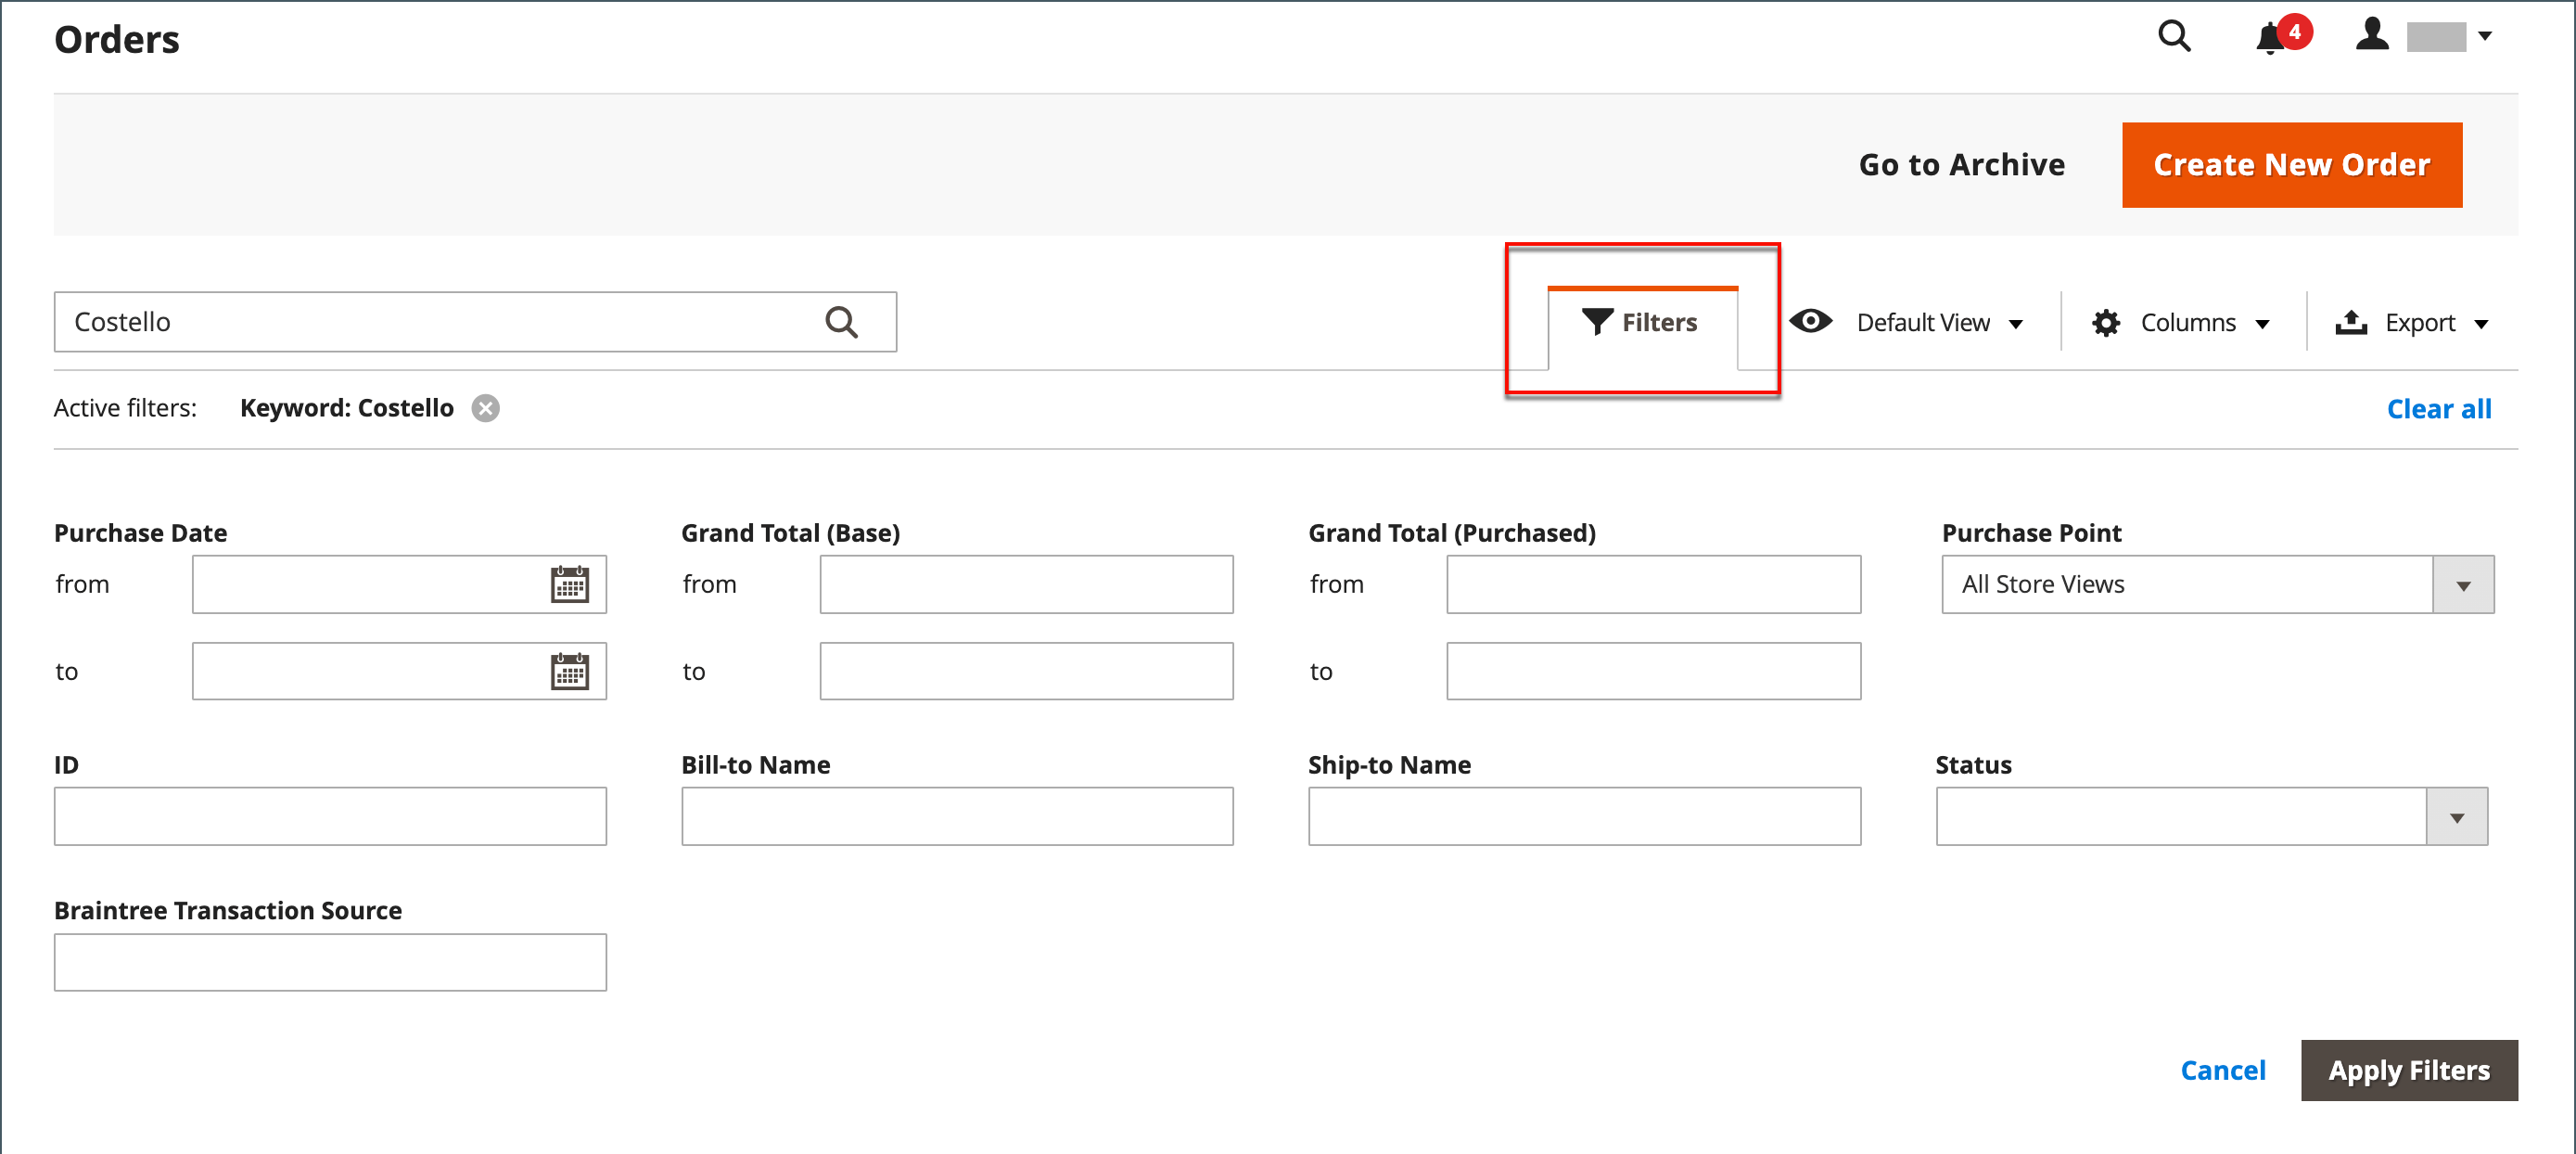 Orders
4
Go to Archive
Create New Order
Costello
Filters
Default View
Columns
Export
Active filters: Keyword: Costello
Clear all
Purchase Date
from
to
Grand Total (Base)
from
to
Grand Total (Purchased)
from
to
Purchase Point
All Store Views
ID
Bill-to Name
Ship-to Name
Status
Braintree Transaction Source
Cancel
Apply Filters